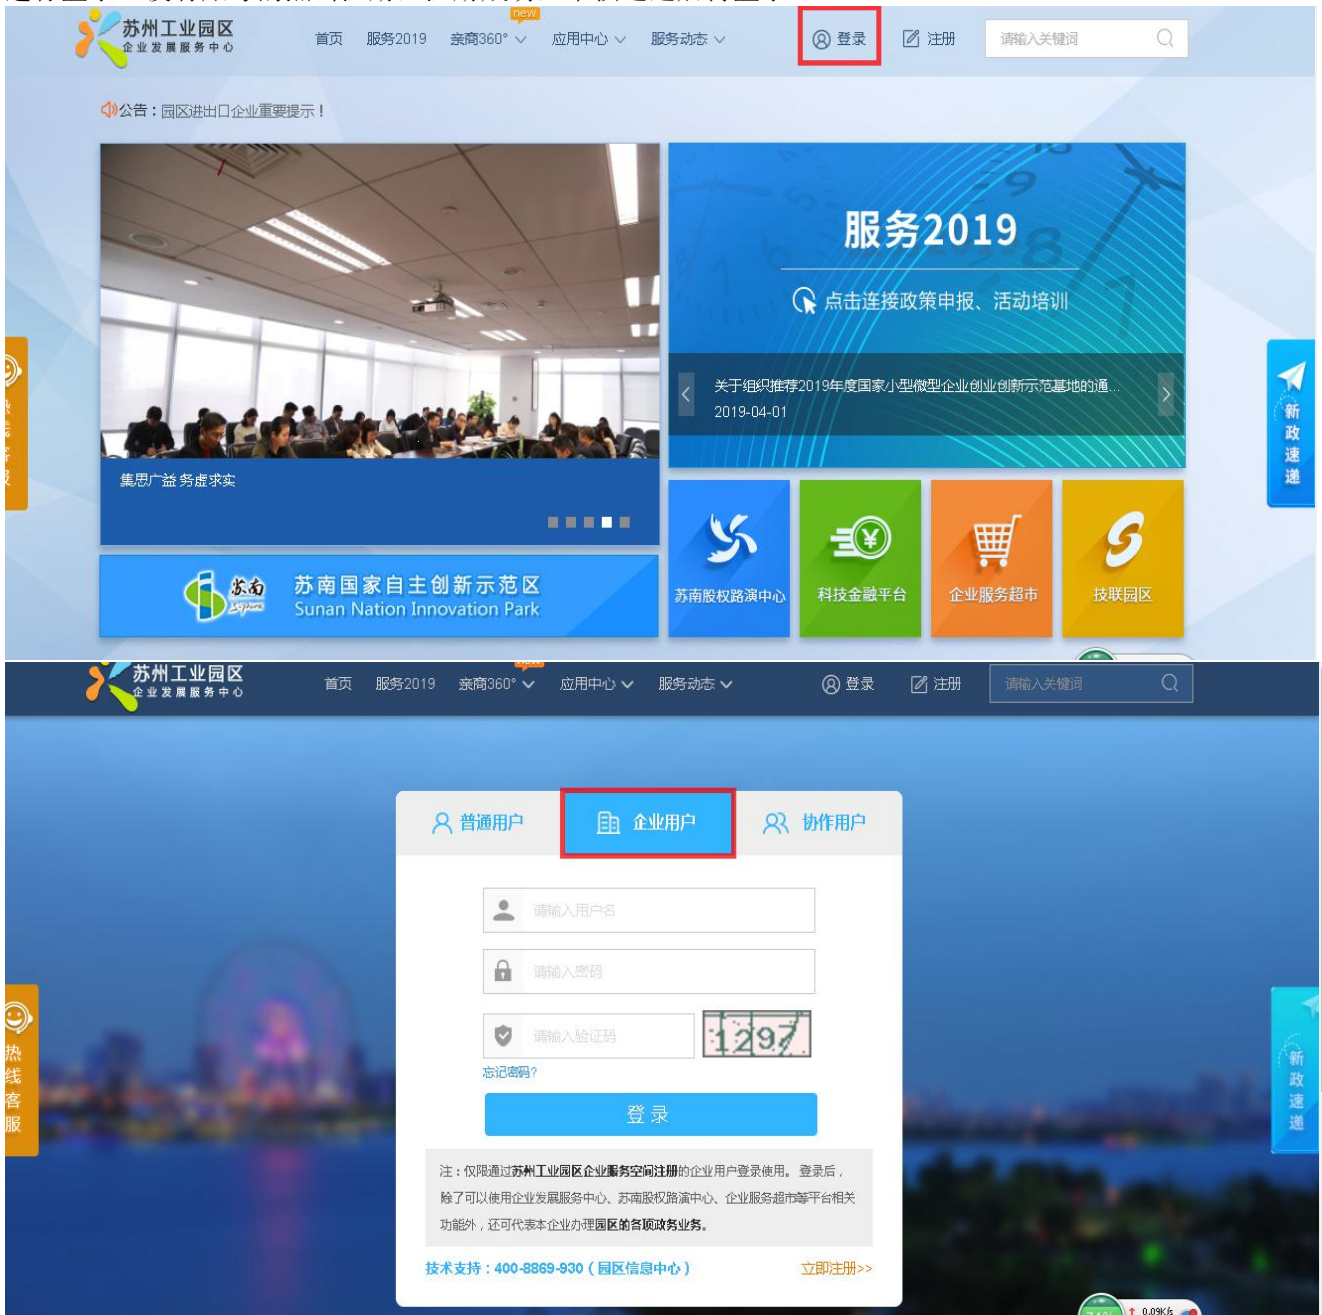 new
苏州工业园区
企业发展服务中心
首页 服务2019 亲商360° 应用中心 服务动态 登录 注册 请输入关键词
公告：园区进出口企业重要提示！
服务2019
点击连接政策申报、活动培训
关于组织推荐2019年度国家小型微型企业创业创新示范基地的通...
2019-04-01
新政速递
集思广益 务虚求实
苏南
苏南国家自主创新示范区
Sunan Nation Innovation Park
苏南股权路演中心 科技金融平台 企业服务超市 技联园区
苏州工业园区
企业发展服务中心
首页 服务2019 亲商360° 应用中心 服务动态 登录 注册 请输入关键词
普通用户 企业用户 协作用户
请输入用户名
请输入密码
请输入验证码 1297
忘记密码?
登 录
热线客服
新政速递
注：仅限通过苏州工业园区企业服务空间注册的企业用户登录使用。 登录后，
除了可以使用企业发展服务中心、苏南股权路演中心、企业服务超市等平台相关
功能外，还可代表本企业办理园区的各项政务业务。
技术支持：400-8869-930（园区信息中心） 立即注册>>
0.09K/s